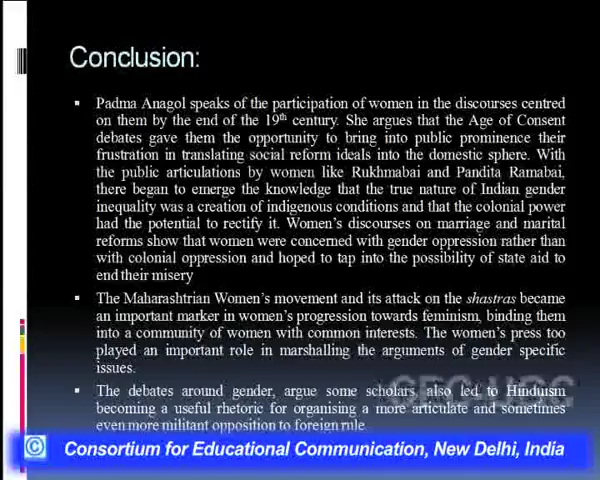 Conclusion:
▪ Padma Anagol speaks of the participation of women in the discourses centred
on them by the end of the 19th century. She argues that the Age of Consent
debates gave them the opportunity to bring into public prominence their
frustration in translating social reform ideals into the domestic sphere. With
the public articulations by women like Rukhmabai and Pandita Ramabai,
there began to emerge the knowledge that the true nature of Indian gender
inequality was a creation of indigenous conditions and that the colonial power
had the potential to rectify it. Women's discourses on marriage and marital
reforms show that women were concerned with gender oppression rather than
with colonial oppression and hoped to tap into the possibility of state aid to
end their misery
▪ The Maharashtrian Women's movement and its attack on the shastras became
an important marker in women's progression towards feminism, binding them
into a community of women with common interests. The women's press too
played an important role in marshalling the arguments of gender specific
issues.
CEC-UGC
▪ The debates around gender, argue some scholars, also led to Hinduism
becoming a useful rhetoric for organising a more articulate and sometimes
even more militant opposition to foreign rule.
© Consortium for Educational Communication, New Delhi, India